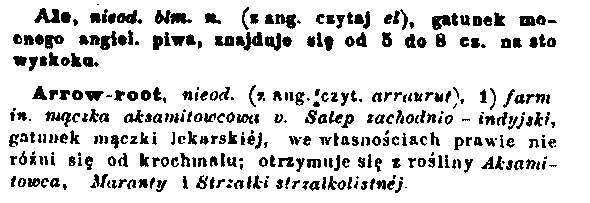 Ale, nieod. blm. n. (z ang. czytaj el), gatunek mo-
cnego angiel. piwa, znajduje się od 5 do 8 cz. na sto
wyskoku.
Arrow-root, nieod. (z ang. czyt. arraurut), 1) farm
in. mączka aksamitowcowa v. Salep zachodnio-indyjski,
gatunek mączki lekarskiéj, we własnościach prawie nie
różni się od krochmalu; otrzymuje się z rośliny Aksami-
towca, Maranty i Strzałki strzałkolistnéj.